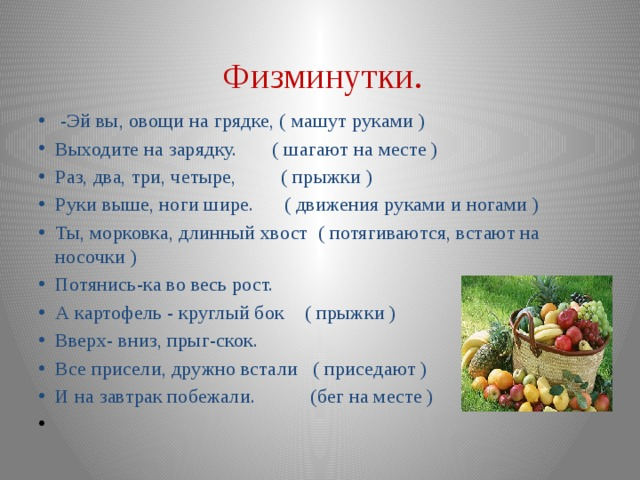 Физминутки.
-Эй вы, овощи на грядке, ( машут руками )
Выходите на зарядку. ( шагают на месте )
Раз, два, три, четыре, ( прыжки )
Руки выше, ноги шире. ( движения руками и ногами )
Ты, морковка, длинный хвост ( потягиваются, встают на
носочки )
Потянись-ка во весь рост.
А картофель - круглый бок ( прыжки )
Вверх- вниз, прыг-скок.
Все присели, дружно встали ( приседают )
И на завтрак побежали. (бег на месте )